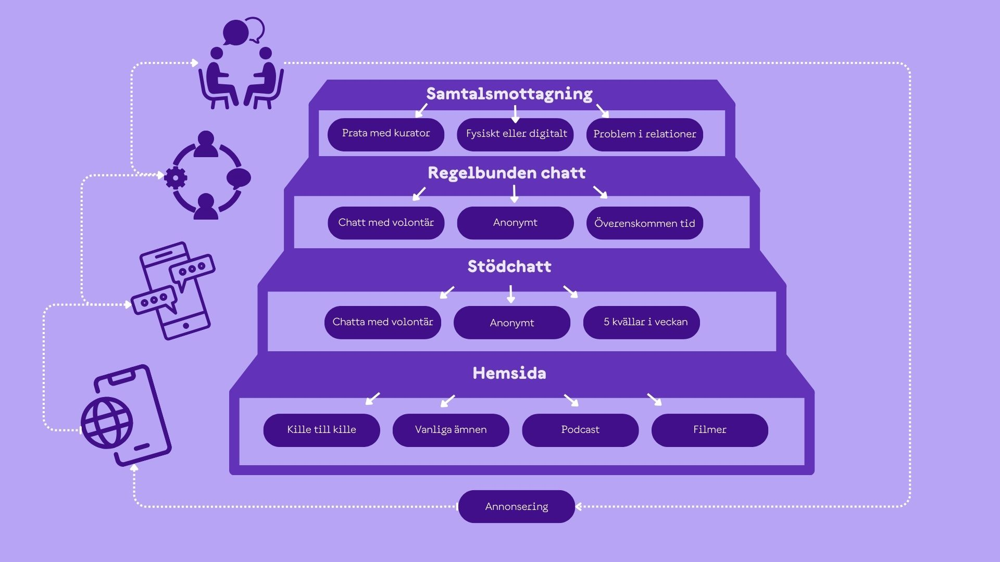 Samtalsmottagning
Prata med kurator
Fysiskt eller digitalt
Problem i relationer
Regelbunden chatt
Chatt med volontär
Anonymt
Överenskommen tid
Stödchatt
Chatta med volontär
Anonymt
5 kvällar i veckan
Hemsida
Kille till kille
Vanliga ämnen
Podcast
Filmer
Annonsering